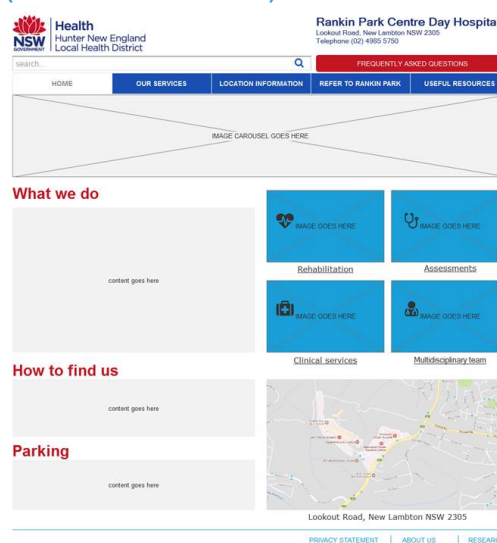 Health
Hunter New England
Local Health District
NSW
GOVERNMENT
Rankin Park Centre Day Hospita
Lookout Road, New Lambton NSW 2305
Telephone (02) 4985 5750
search...
FREQUENTLY ASKED QUESTIONS
HOME
OUR SERVICES
LOCATION INFORMATION
REFER TO RANKIN PARK
USEFUL RESOURCES
IMAGE CAROUSEL GOES HERE
What we do
content goes here
IMAGE GOES HERE
IMAGE GOES HERE
Rehabilitation
Assessments
IMAGE GOES HERE
IMAGE GOES HERE
Clinical services
Multidisciplinary team
How to find us
content goes here
Parking
content goes here
Lookout Road, New Lambton NSW 2305
PRIVACY STATEMENT
ABOUT US
RESEAR